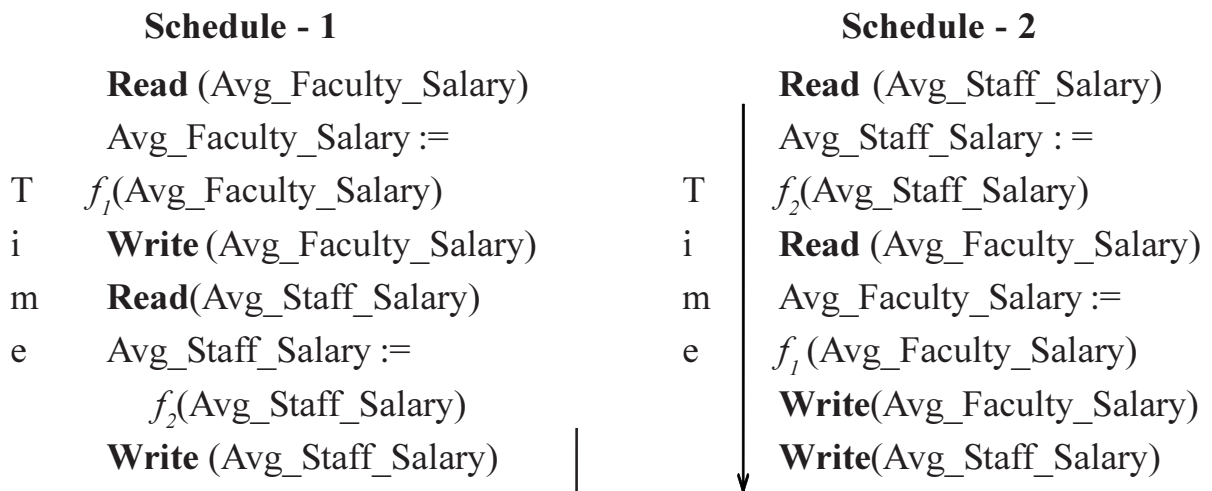 Schedule - 1
Read (Avg_Faculty_Salary)
Avg_Faculty_Salary :=
T f1(Avg_Faculty_Salary)
i Write (Avg_Faculty_Salary)
m Read(Avg_Staff_Salary)
e Avg_Staff_Salary :=
f2(Avg_Staff_Salary)
Write (Avg_Staff_Salary)
Schedule - 2
Read (Avg_Staff_Salary)
Avg_Staff_Salary : =
T f2(Avg_Staff_Salary)
i Read (Avg_Faculty_Salary)
m Avg_Faculty_Salary :=
e f1 (Avg_Faculty_Salary)
Write(Avg_Faculty_Salary)
Write(Avg_Staff_Salary)